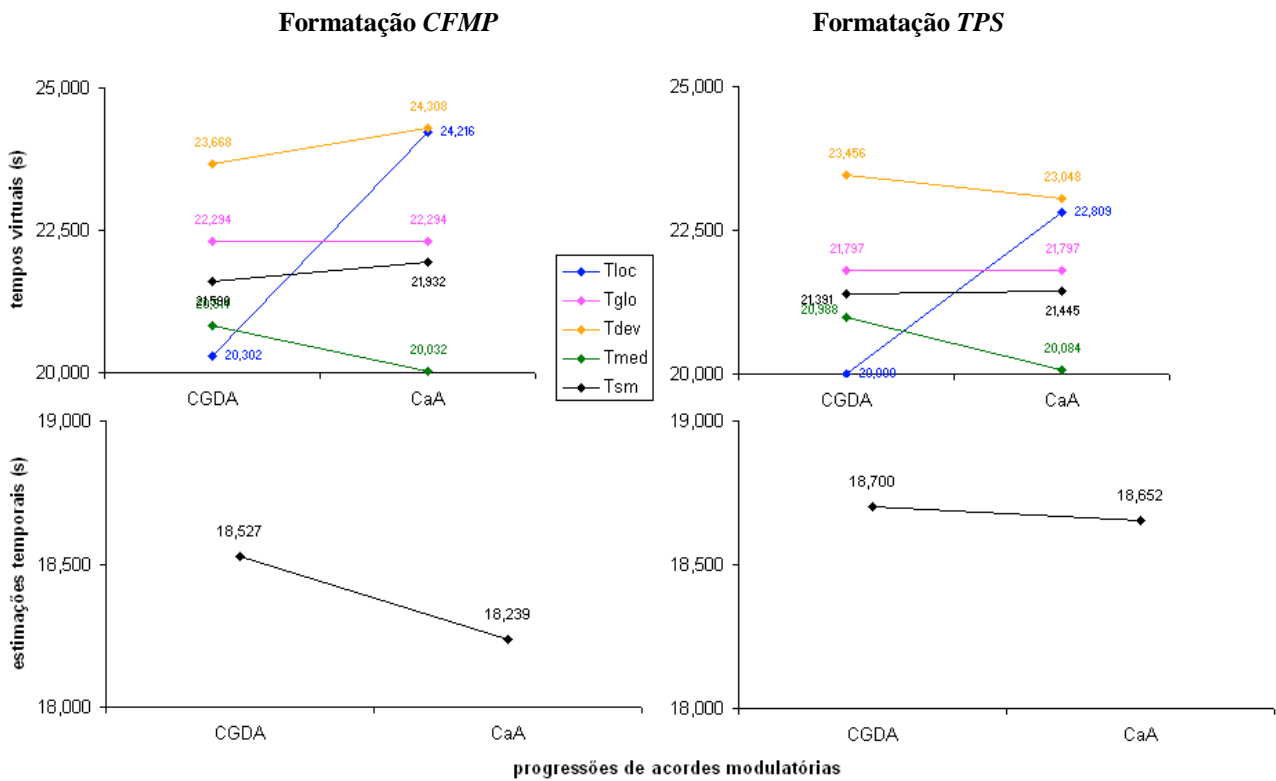 Formatação CFMP
Formatação TPS
tempos virtuais (s)
25,000
22,500
20,000
23,668
24,308
24,216
22,294
22,294
21,932
20,302
20,032
CGDA
CaA
Tloc
Tglo
Tdev
Tmed
Tsm
25,000
22,500
20,000
23,456
23,048
22,809
21,797
21,797
21,391
21,445
20,988
20,084
20,000
CGDA
CaA
estimações temporais (s)
19,000
18,500
18,000
18,527
18,239
CGDA
CaA
19,000
18,500
18,000
18,700
18,652
CGDA
CaA
progressões de acordes modulatórias